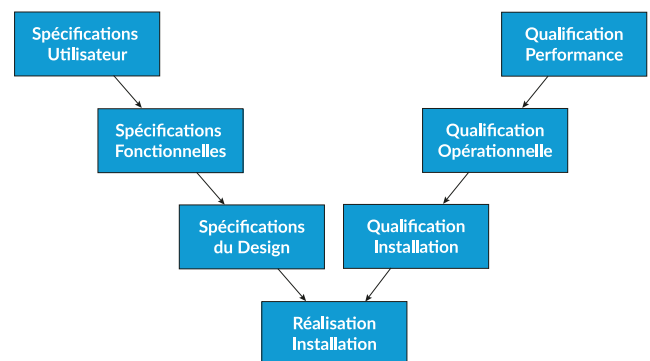 Spécifications
Utilisateur
Qualification
Performance
Spécifications
Fonctionnelles
Qualification
Opérationnelle
Spécifications
du Design
Qualification
Installation
Réalisation
Installation